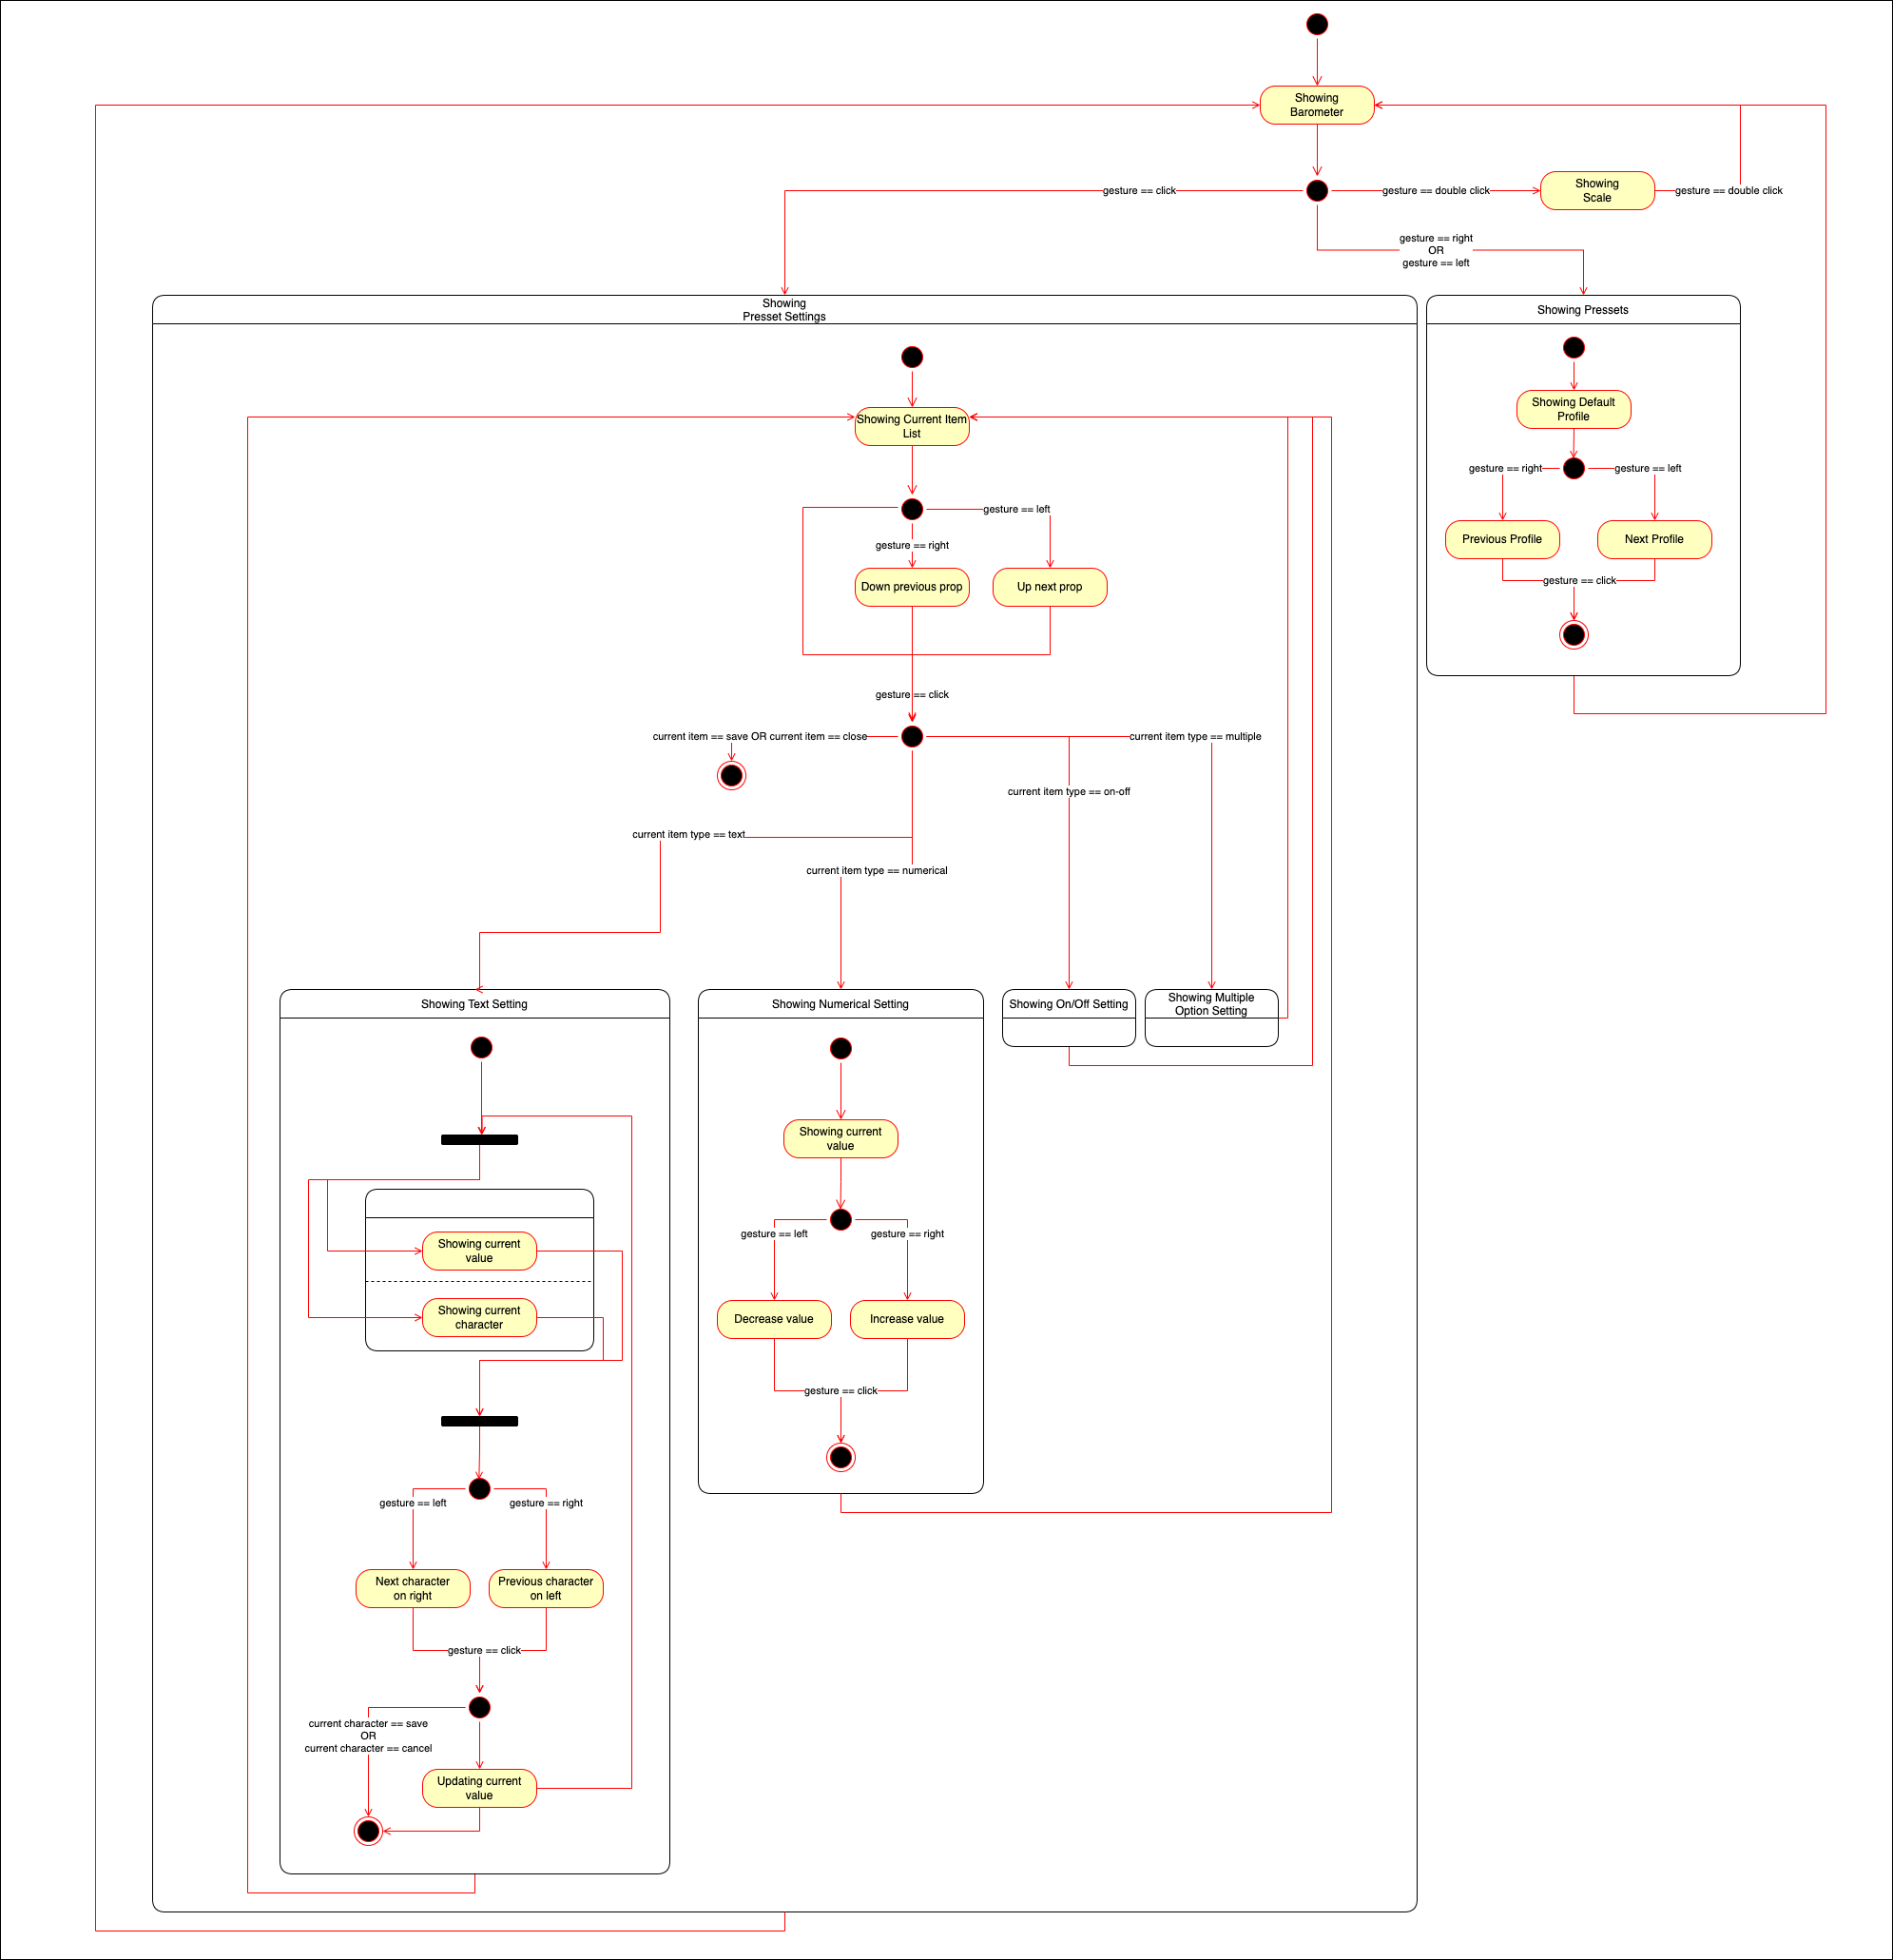 Showing
Barometer
gesture == click
gesture == double click
Showing
Scale
gesture == double click
gesture == right
OR
gesture == left
Showing
Presset Settings
Showing Pressets
Showing Default
Profile
gesture == right
gesture == left
Previous Profile
Next Profile
gesture == click
Showing Current Item
List
gesture == left
gesture == right
Down previous prop
Up next prop
gesture == click
current item == save OR current item == close
current item type == multiple
current item type == on-off
current item type == text
current item type == numerical
Showing Text Setting
Showing Numerical Setting
Showing On/Off Setting
Showing Multiple
Option Setting
Showing current
value
Showing current
character
gesture == left
gesture == right
Next character
on right
Previous character
on left
gesture == click
current character == save
OR
current character == cancel
Updating current
value
Showing current
value
gesture == left
gesture == right
Decrease value
Increase value
gesture == click